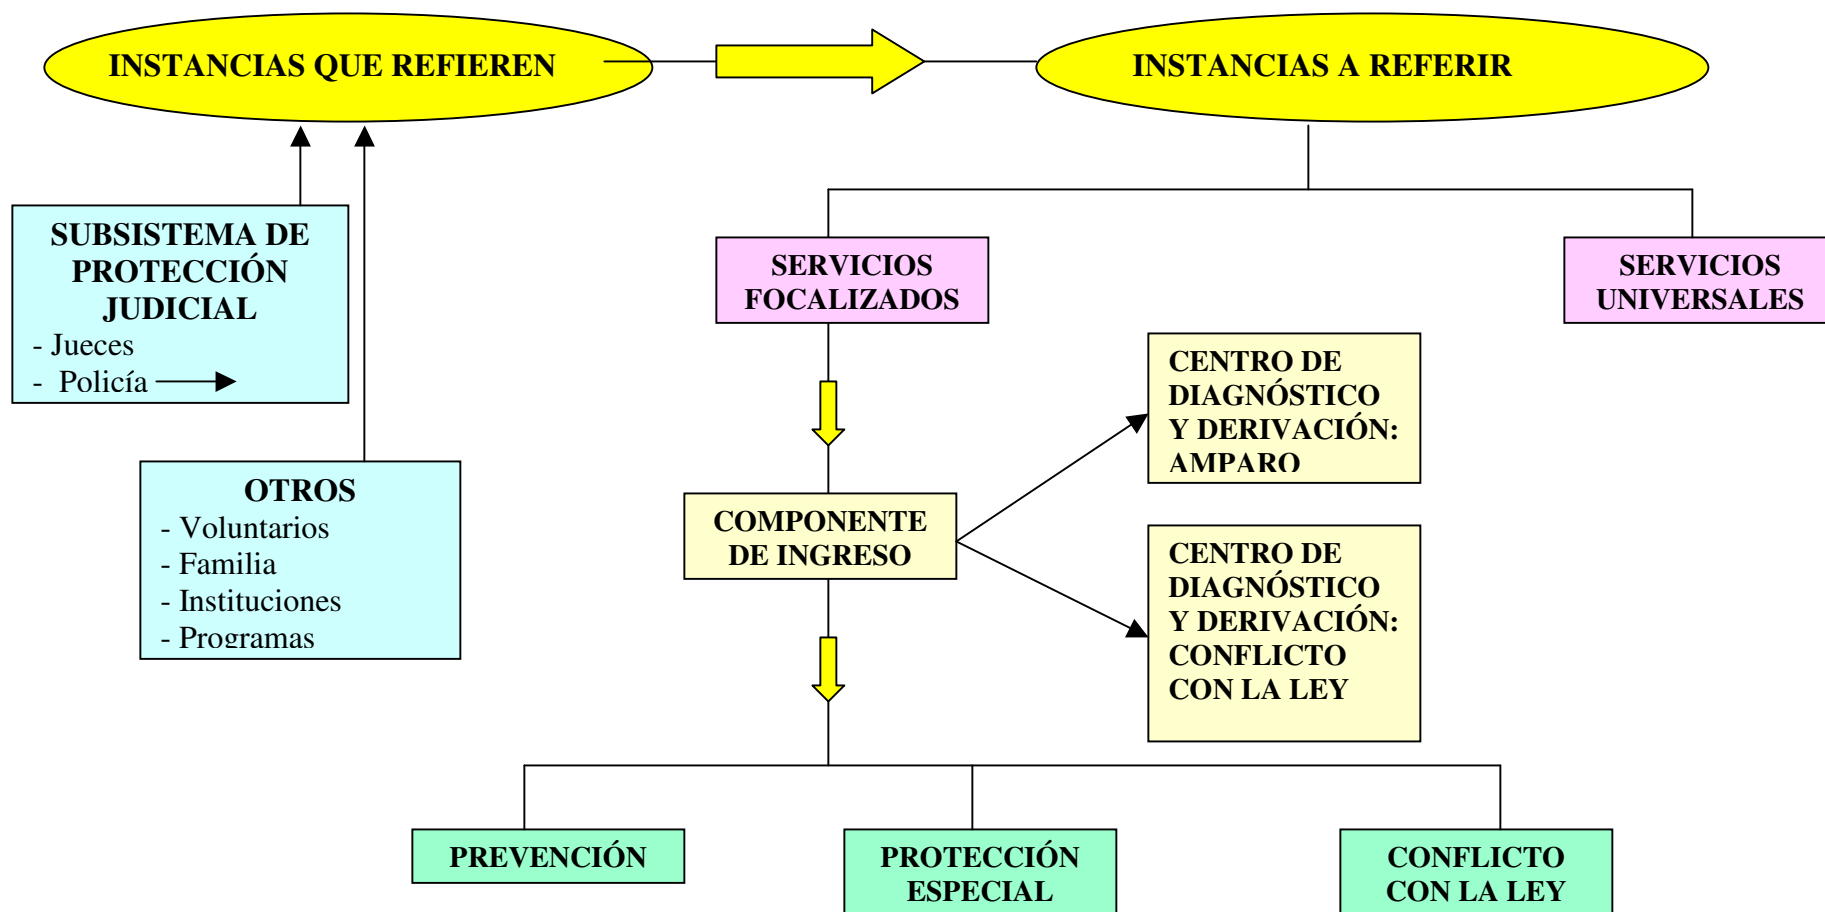 INSTANCIAS QUE REFIEREN
INSTANCIAS A REFERIR
SUBSISTEMA DE
PROTECCIÓN
JUDICIAL
- Jueces
- Policía
OTROS
- Voluntarios
- Familia
- Instituciones
- Programas
SERVICIOS
FOCALIZADOS
SERVICIOS
UNIVERSALES
COMPONENTE
DE INGRESO
CENTRO DE
DIAGNÓSTICO
Y DERIVACIÓN:
AMPARO
CENTRO DE
DIAGNÓSTICO
Y DERIVACIÓN:
CONFLICTO
CON LA LEY
PREVENCIÓN
PROTECCIÓN
ESPECIAL
CONFLICTO
CON LA LEY